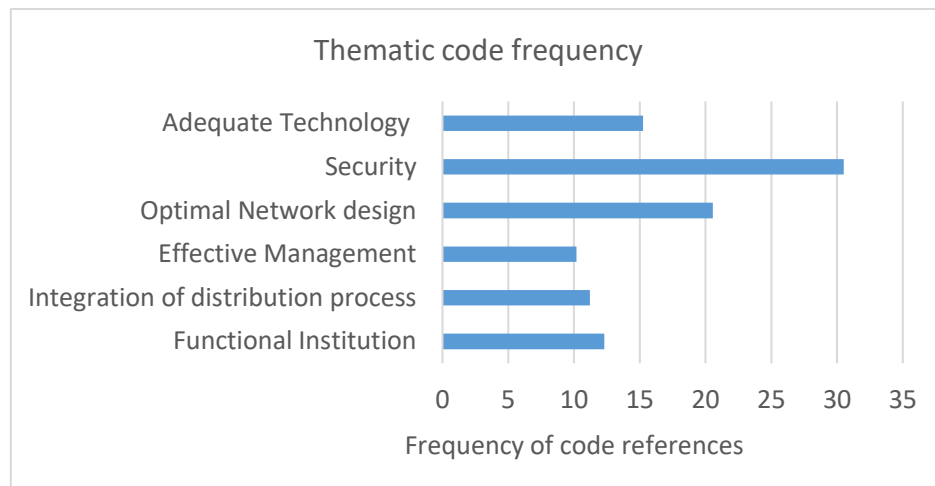 Thematic code frequency
Adequate Technology
Security
Optimal Network design
Effective Management
Integration of distribution process
Functional Institution
0 5 10 15 20 25 30 35
Frequency of code references